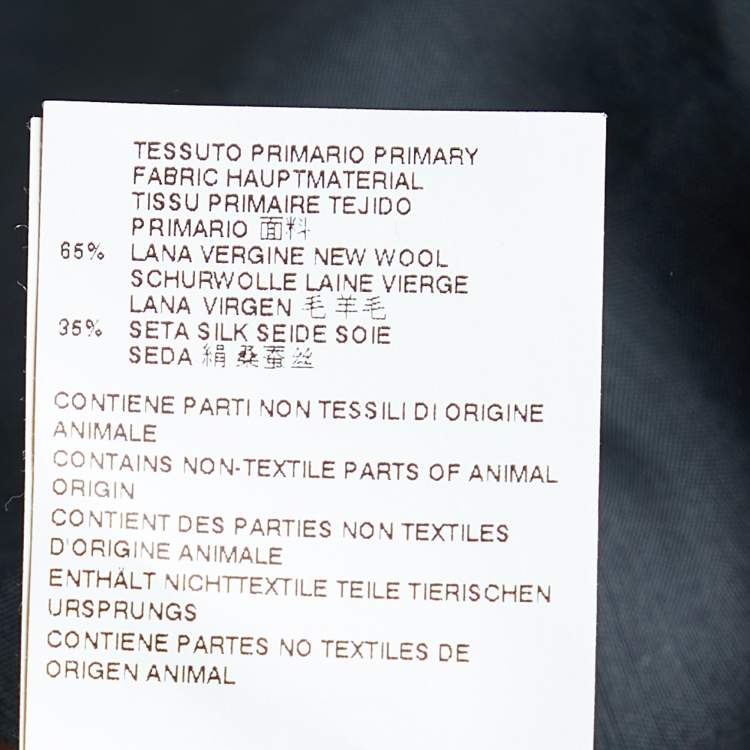 TESSUTO PRIMARIO PRIMARY
FABRIC HAUPTMATERIAL
TISSU PRIMAIRE TEJIDO
PRIMARIO 面料
65% LANA VERGINE NEW WOOL
SCHURWOLLE LAINE VIERGE
LANA VIRGEN 毛 羊毛
35% SETA SILK SEIDE SOIE
SEDA 绢 桑蚕丝
CONTIENE PARTI NON TESSILI DI ORIGINE
ANIMALE
CONTAINS NON-TEXTILE PARTS OF ANIMAL
ORIGIN
CONTIENT DES PARTIES NON TEXTILES
D'ORIGINE ANIMALE
ENTHÄLT NICHTTEXTILE TEILE TIERISCHEN
URSPRUNGS
CONTIENE PARTES NO TEXTILES DE
ORIGEN ANIMAL